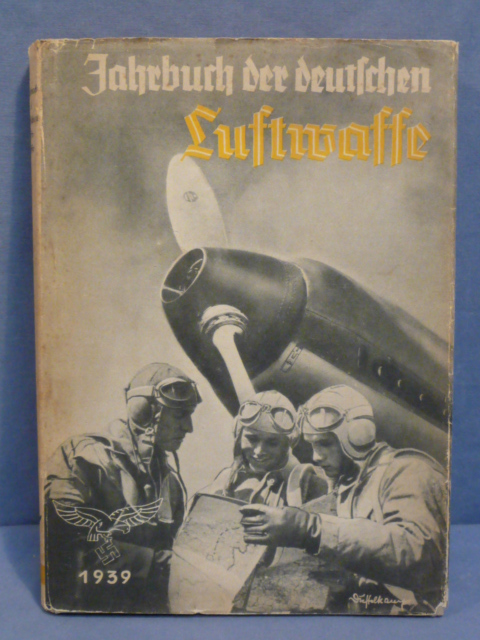 Jahrbuch der deutschen
Luftwaffe
1939